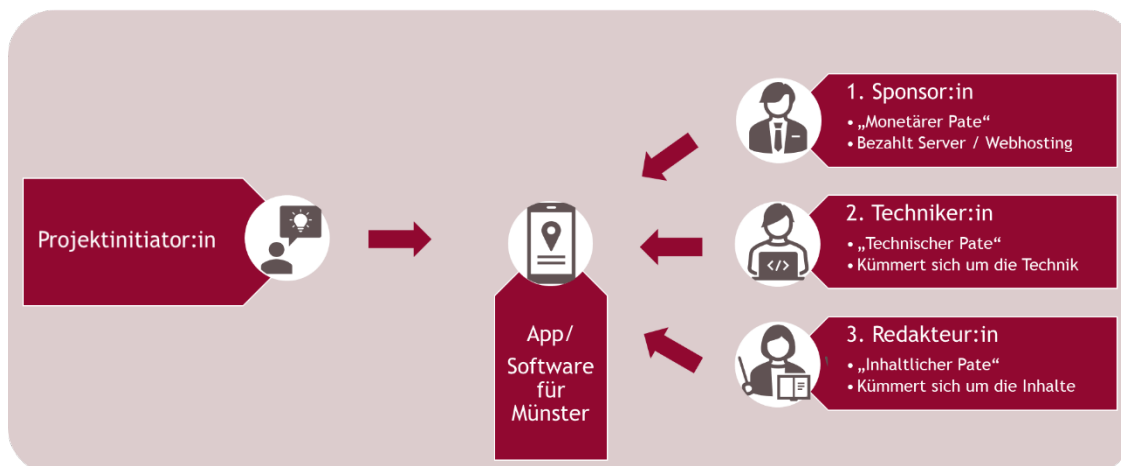 Projektinitiator:in
App/
Software
für
Münster
1. Sponsor:in
• „Monetärer Pate“
• Bezahlt Server / Webhosting
2. Techniker:in
• „Technischer Pate“
• Kümmert sich um die Technik
</>
3. Redakteur:in
• „Inhaltlicher Pate“
• Kümmert sich um die Inhalte